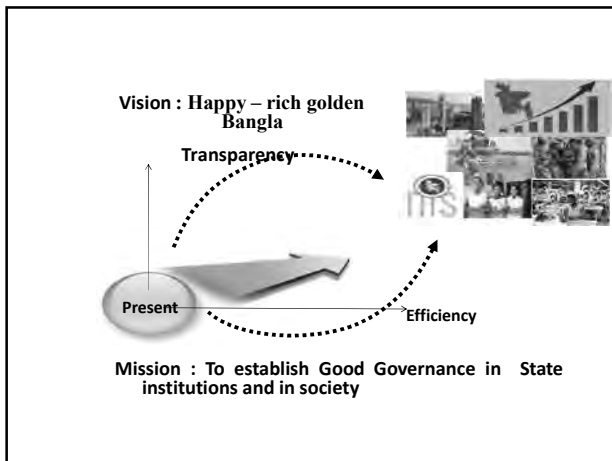 Vision : Happy – rich golden
Bangla
Transparency
Present
Efficiency
Mission : To establish Good Governance in State
institutions and in society